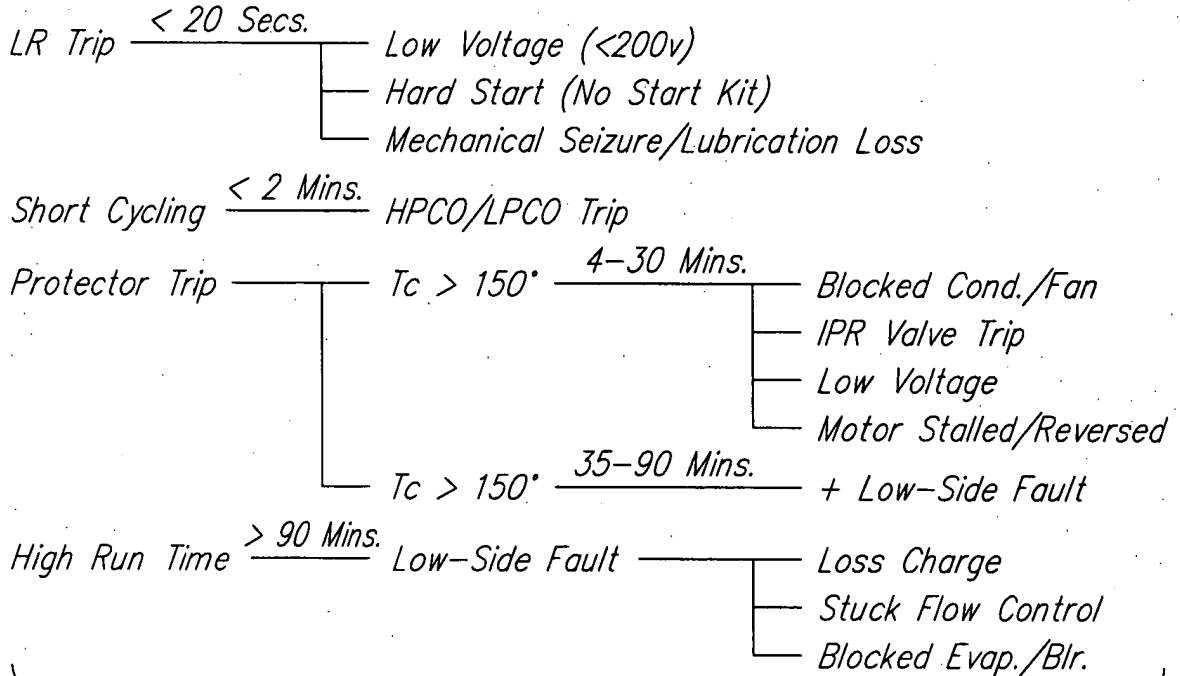 LR Trip < 20 Secs. Low Voltage (<200v)
Hard Start (No Start Kit)
Mechanical Seizure/Lubrication Loss
Short Cycling < 2 Mins. HPCO/LPCO Trip
Protector Trip Tc > 150° 4–30 Mins. Blocked Cond./Fan
IPR Valve Trip
Low Voltage
Motor Stalled/Reversed
Tc > 150° 35–90 Mins. + Low–Side Fault
High Run Time > 90 Mins. Low–Side Fault Loss Charge
Stuck Flow Control
Blocked Evap./Blr.